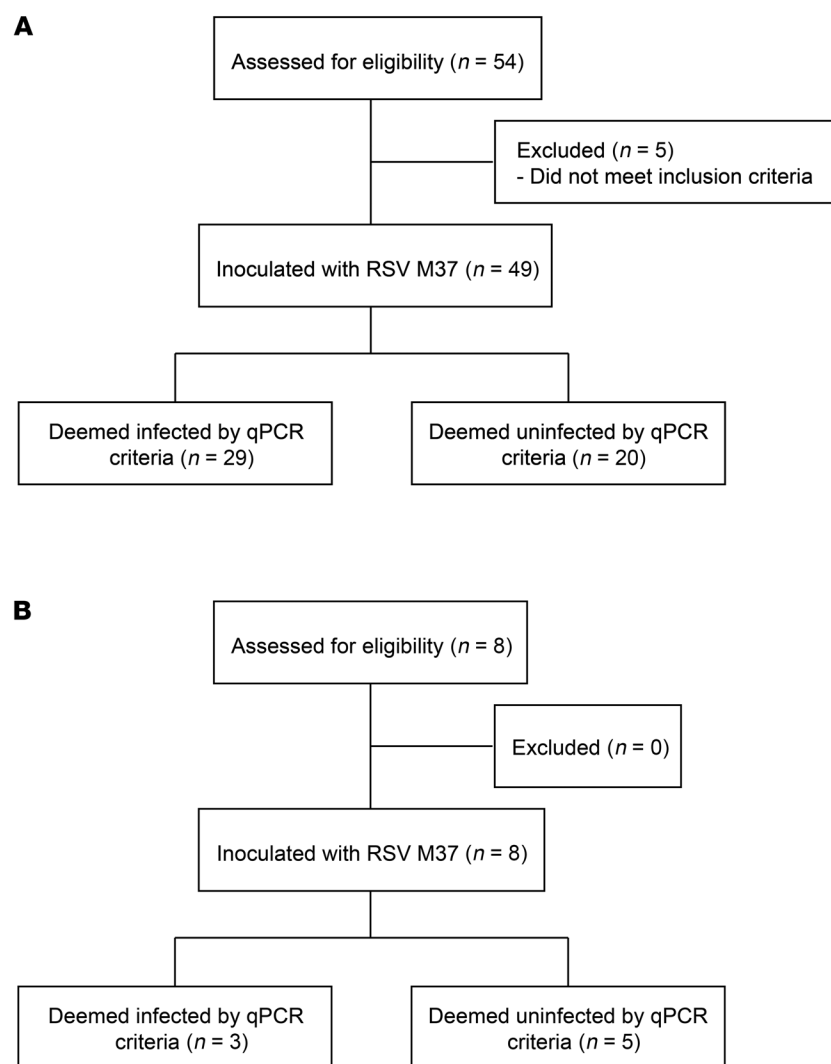 A
Assessed for eligibility (n = 54)
Excluded (n = 5)
- Did not meet inclusion criteria
Inoculated with RSV M37 (n = 49)
Deemed infected by qPCR
criteria (n = 29)
Deemed uninfected by qPCR
criteria (n = 20)
B
Assessed for eligibility (n = 8)
Excluded (n = 0)
Inoculated with RSV M37 (n = 8)
Deemed infected by qPCR
criteria (n = 3)
Deemed uninfected by qPCR
criteria (n = 5)